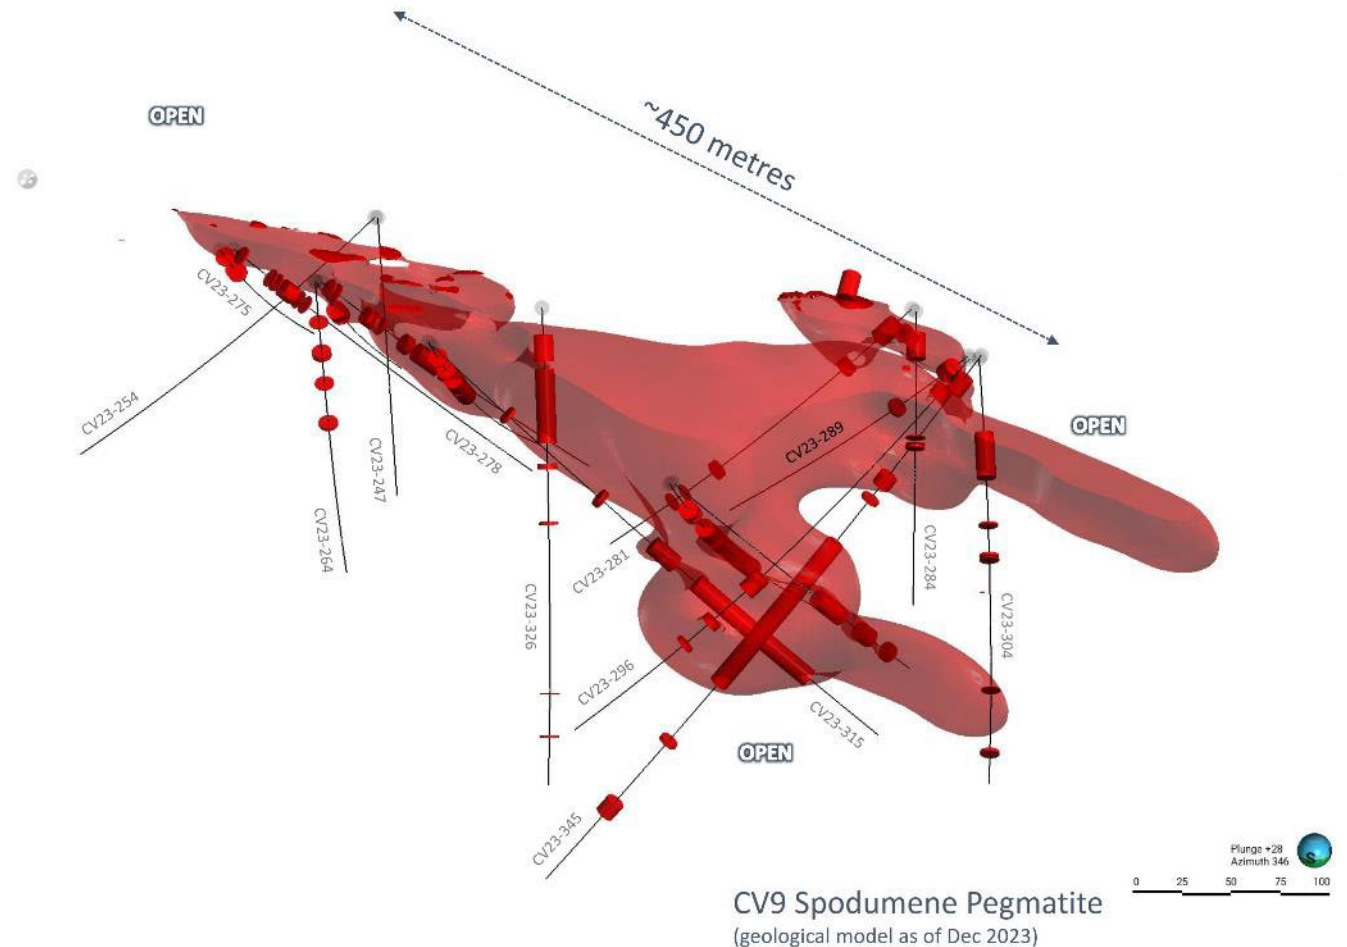 OPEN
~450 metres
CV23-275
CV23-254
CV23-247
CV23-264
CV23-278
CV23-289
OPEN
CV23-281
CV23-284
CV23-326
CV23-304
CV23-296
CV23-315
OPEN
CV23-345
Plunge +28
Azimuth 346
S
0 25 50 75 100
CV9 Spodumene Pegmatite
(geological model as of Dec 2023)